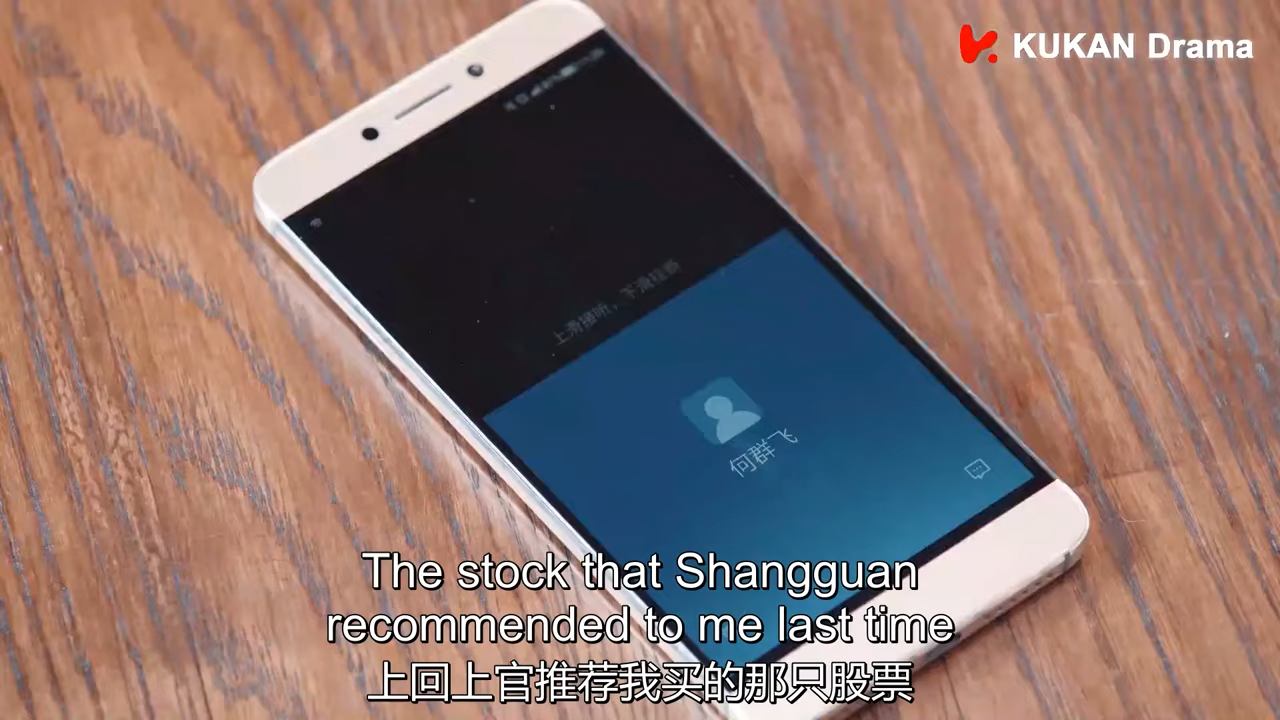 KUKAN Drama
上滑接听，下滑挂断
何群飞
The stock that Shangguan
recommended to me last time
上回上官推荐我买的那只股票